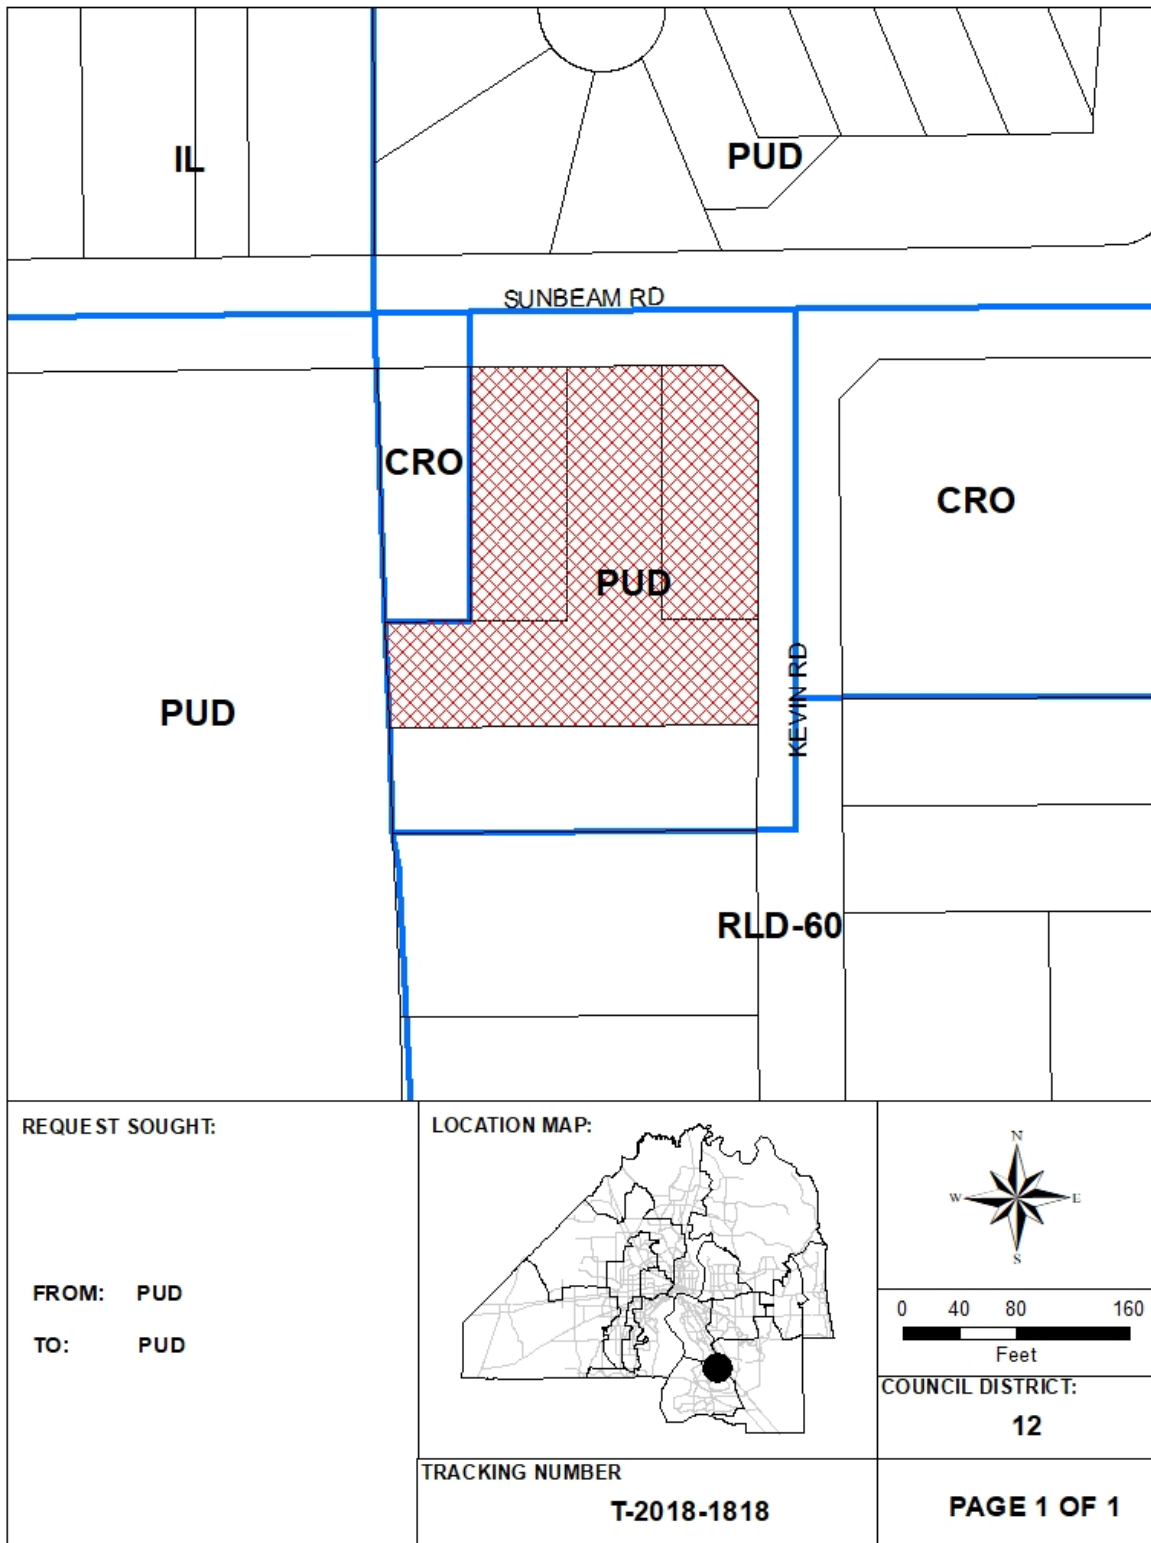 IL
PUD
SUNBEAM RD
CRO
CRO
PUD
KEVIN RD
PUD
RLD-60
REQUEST SOUGHT:
FROM: PUD
TO: PUD
LOCATION MAP:
N
W E
S
0 40 80 160
Feet
COUNCIL DISTRICT:
12
TRACKING NUMBER
T-2018-1818
PAGE 1 OF 1